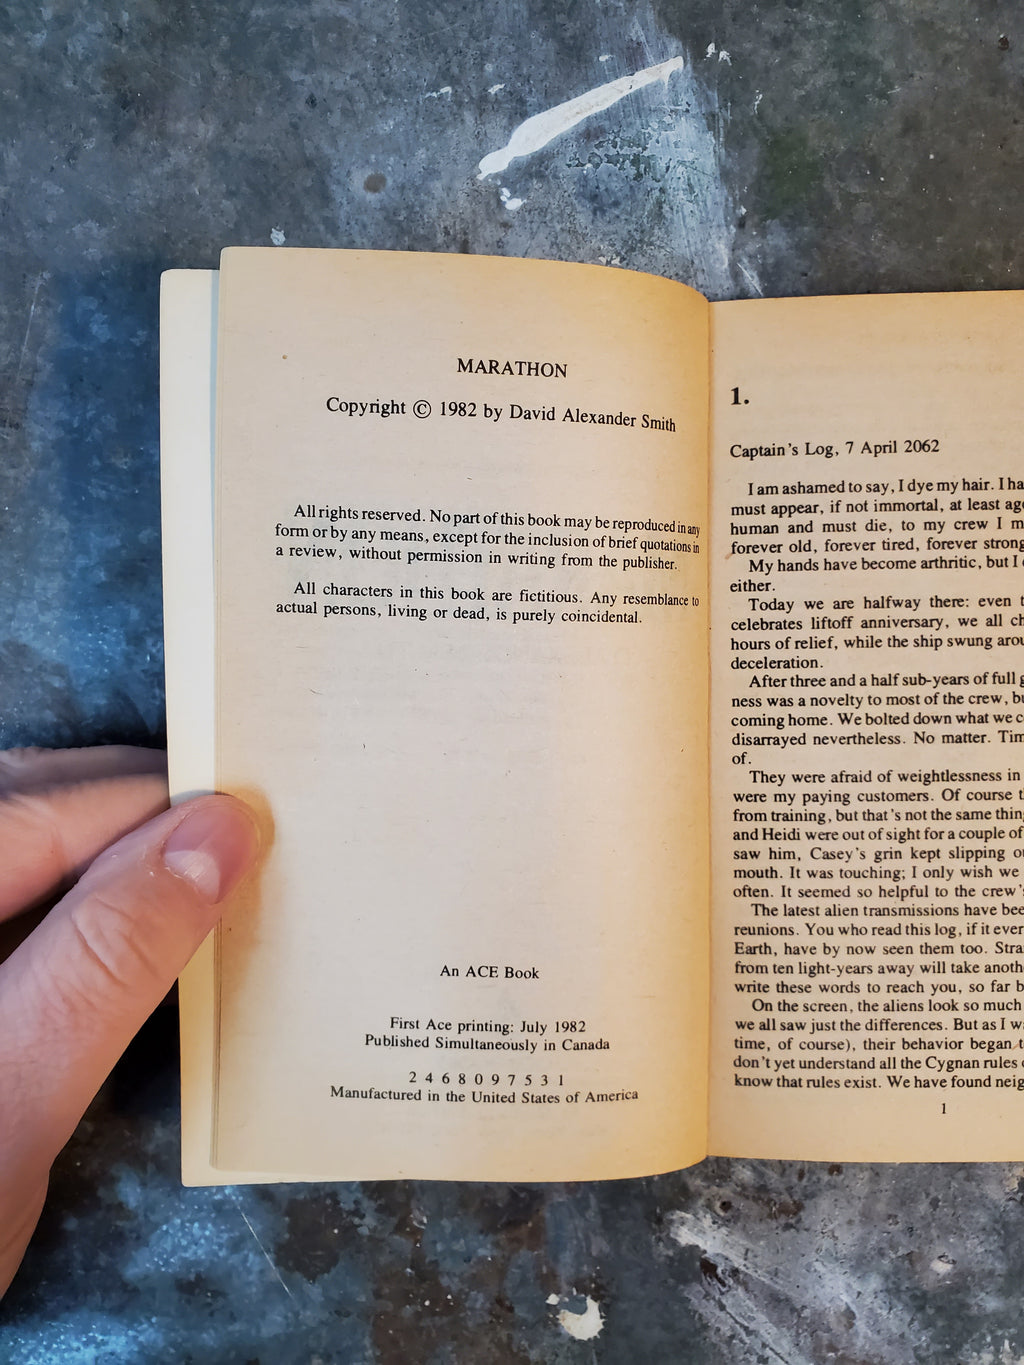 MARATHON
Copyright © 1982 by David Alexander Smith
All rights reserved. No part of this book may be reproduced in any
form or by any means, except for the inclusion of brief quotations in
a review, without permission in writing from the publisher.
All characters in this book are fictitious. Any resemblance to
actual persons, living or dead, is purely coincidental.
An ACE Book
First Ace printing: July 1982
Published Simultaneously in Canada
2 4 6 8 0 9 7 5 3 1
Manufactured in the United States of America
1.
Captain's Log, 7 April 2062
I am ashamed to say, I dye my hair. I
must appear, if not immortal, at least
human and must die, to my crew I
forever old, forever tired, forever strong
My hands have become arthritic, but I
either.
Today we are halfway there: even
celebrates liftoff anniversary, we all
hours of relief, while the ship swung
deceleration.
After three and a half sub-years of full
ness was a novelty to most of the crew,
coming home. We bolted down what we
disarrayed nevertheless. No matter.
of.
They were afraid of weightlessness in
were my paying customers. Of course
from training, but that's not the same
and Heidi were out of sight for a couple of
saw him, Casey's grin kept slipping
mouth. It was touching; I only wish we
often. It seemed so helpful to the crew's
The latest alien transmissions have
reunions. You who read this log, if it ever
Earth, have by now seen them too.
from ten light-years away will take
write these words to reach you, so far
On the screen, the aliens look so much
we all saw just the differences. But as I
time, of course), their behavior began
don't yet understand all the Cygnan rules
know that rules exist. We have found
1